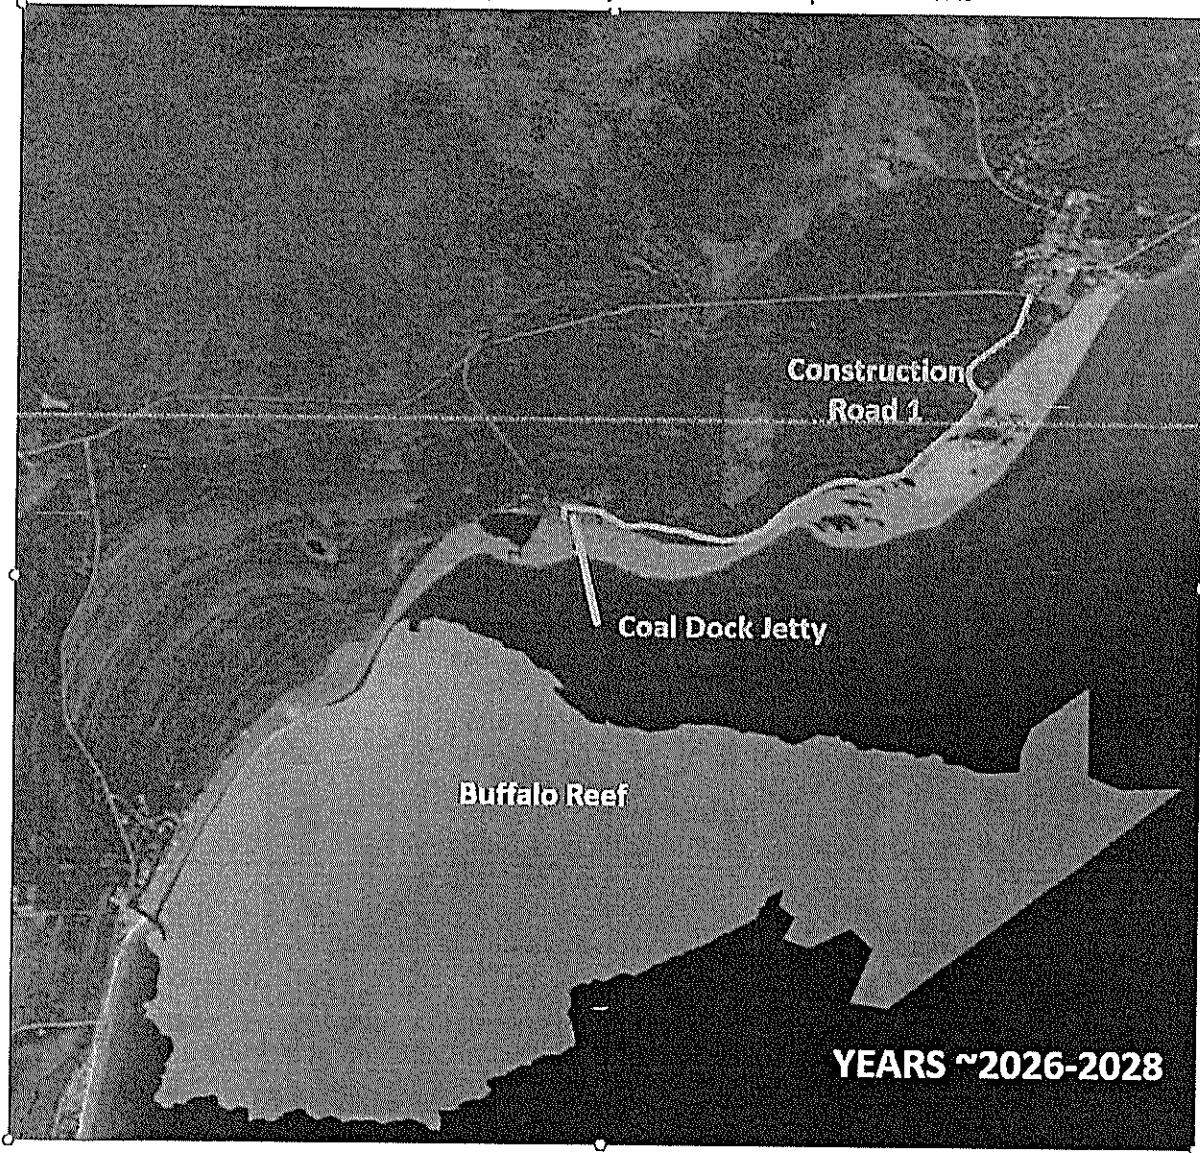 Construction
Road 1
Coal Dock Jetty
Buffalo Reef
YEARS ~2026-2028